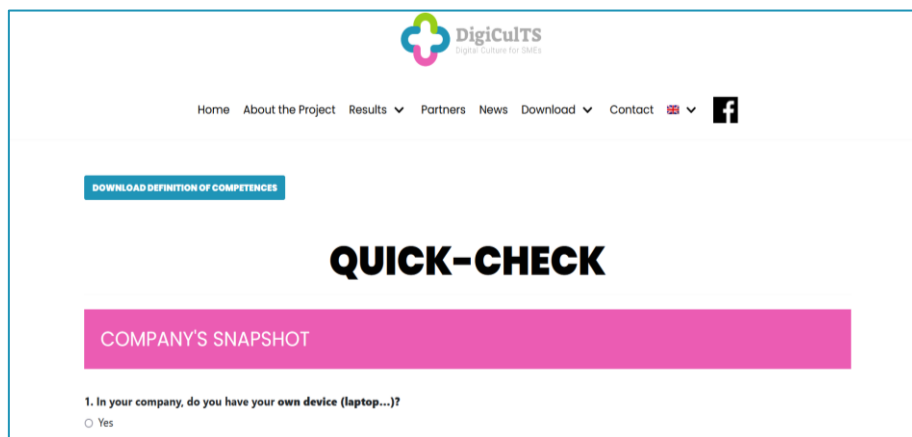 DigiCulTS
Digital Culture for SMEs
Home About the Project Results Partners News Download Contact
DOWNLOAD DEFINITION OF COMPETENCES
QUICK-CHECK
COMPANY'S SNAPSHOT
1. In your company, do you have your own device (laptop...)?
Yes